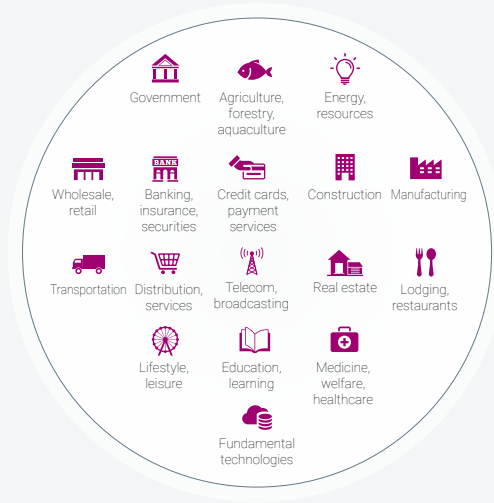 Government
Agriculture,
forestry,
aquaculture
Energy,
resources
Wholesale,
retail
BANK
Banking,
insurance,
securities
Credit cards,
payment
services
Construction
Manufacturing
Transportation
Distribution,
services
Telecom,
broadcasting
Real estate
Lodging,
restaurants
Lifestyle,
leisure
Education,
learning
Medicine,
welfare,
healthcare
Fundamental
technologies